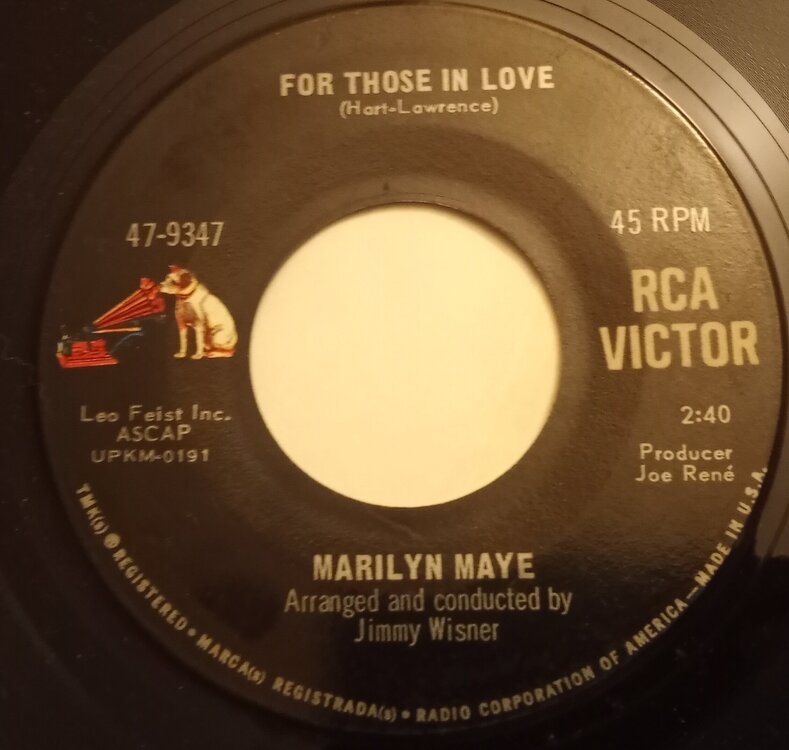 FOR THOSE IN LOVE
(Hart-Lawrence)
47-9347
45 RPM
RCA
VICTOR
Leo Feist Inc.
ASCAP
UPKM-0191
2:40
Producer
Joe René
MARILYN MAYE
Arranged and conducted by
Jimmy Wisner
TMK(s) ® REGISTERED • MARCA(s) REGISTRADA(s) • RADIO CORPORATION OF AMERICA—MADE IN U.S.A.